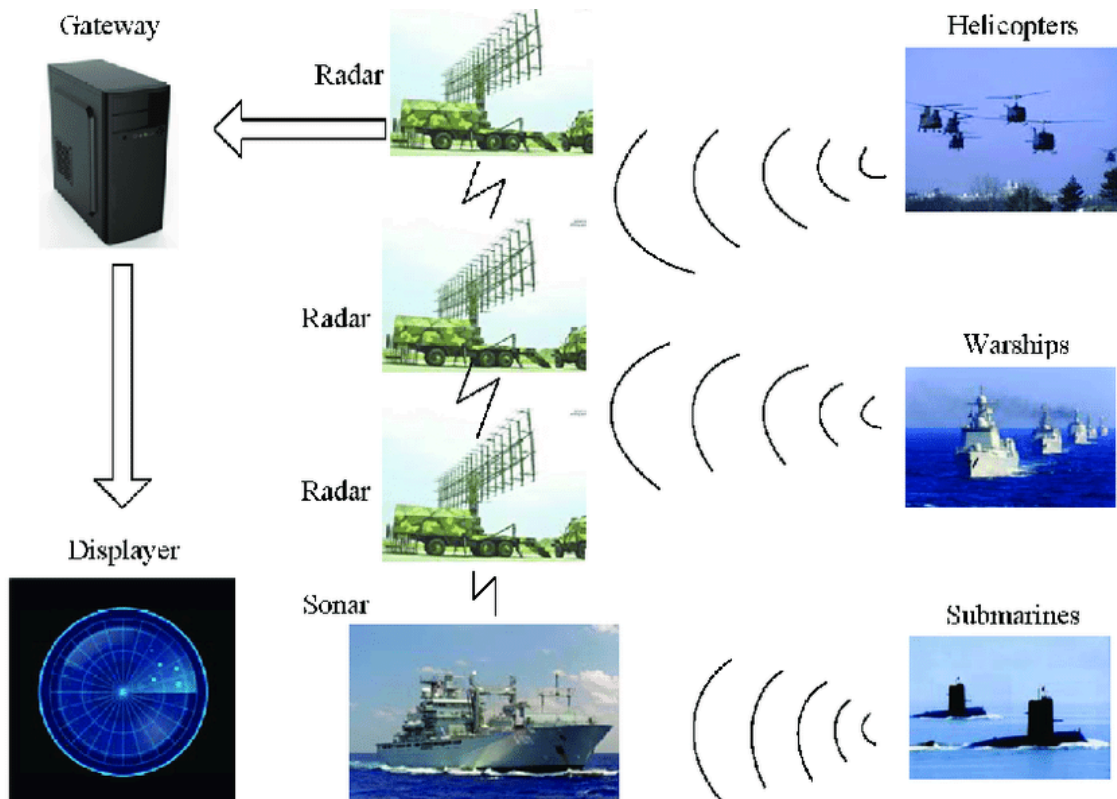 Gateway
Radar
Helicopters
Radar
Warships
Radar
Displayer
Sonar
Submarines